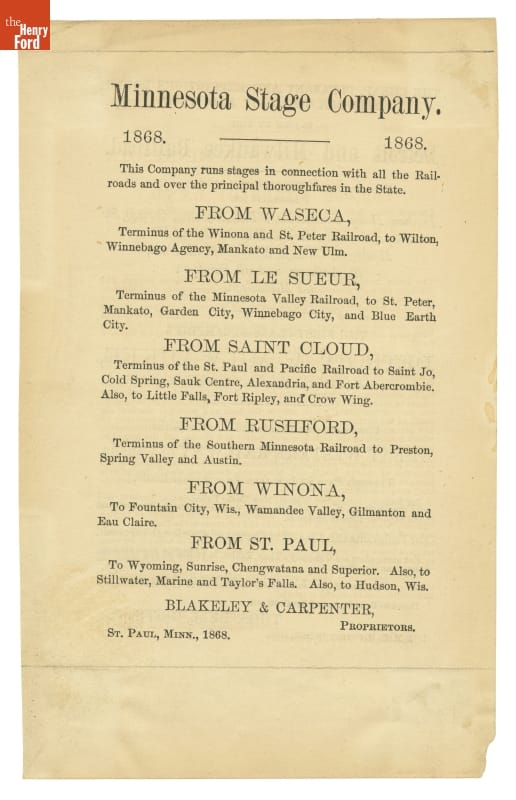 the
Henry
Ford
Minnesota Stage Company.
1868. 1868.
This Company runs stages in connection with all the Rail-
roads and over the principal thoroughfares in the State.
FROM WASECA,
Terminus of the Winona and St. Peter Railroad, to Wilton,
Winnebago Agency, Mankato and New Ulm.
FROM LE SUEUR,
Terminus of the Minnesota Valley Railroad, to St. Peter,
Mankato, Garden City, Winnebago City, and Blue Earth
City.
FROM SAINT CLOUD,
Terminus of the St. Paul and Pacific Railroad to Saint Jo,
Cold Spring, Sauk Centre, Alexandria, and Fort Abercrombie.
Also, to Little Falls, Fort Ripley, and Crow Wing.
FROM RUSHFORD,
Terminus of the Southern Minnesota Railroad to Preston,
Spring Valley and Austin.
FROM WINONA,
To Fountain City, Wis., Wamandee Valley, Gilmanton and
Eau Claire.
FROM ST. PAUL,
To Wyoming, Sunrise, Chengwatana and Superior. Also, to
Stillwater, Marine and Taylor's Falls. Also, to Hudson, Wis.
BLAKELEY & CARPENTER,
PROPRIETORS.
ST. PAUL, MINN., 1868.